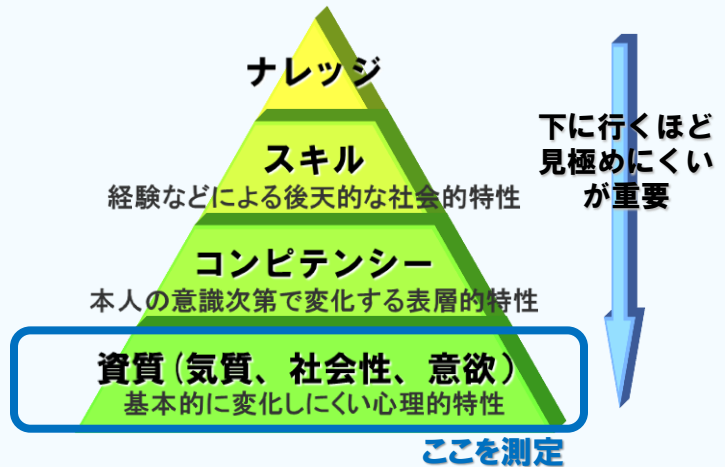 ナレッジ
スキル
経験などによる後天的な社会的特性
コンピテンシー
本人の意識次第で変化する表層的特性
資質(気質、社会性、意欲)
基本的に変化しにくい心理的特性
ここを測定
下に行くほど
見極めにくい
が重要